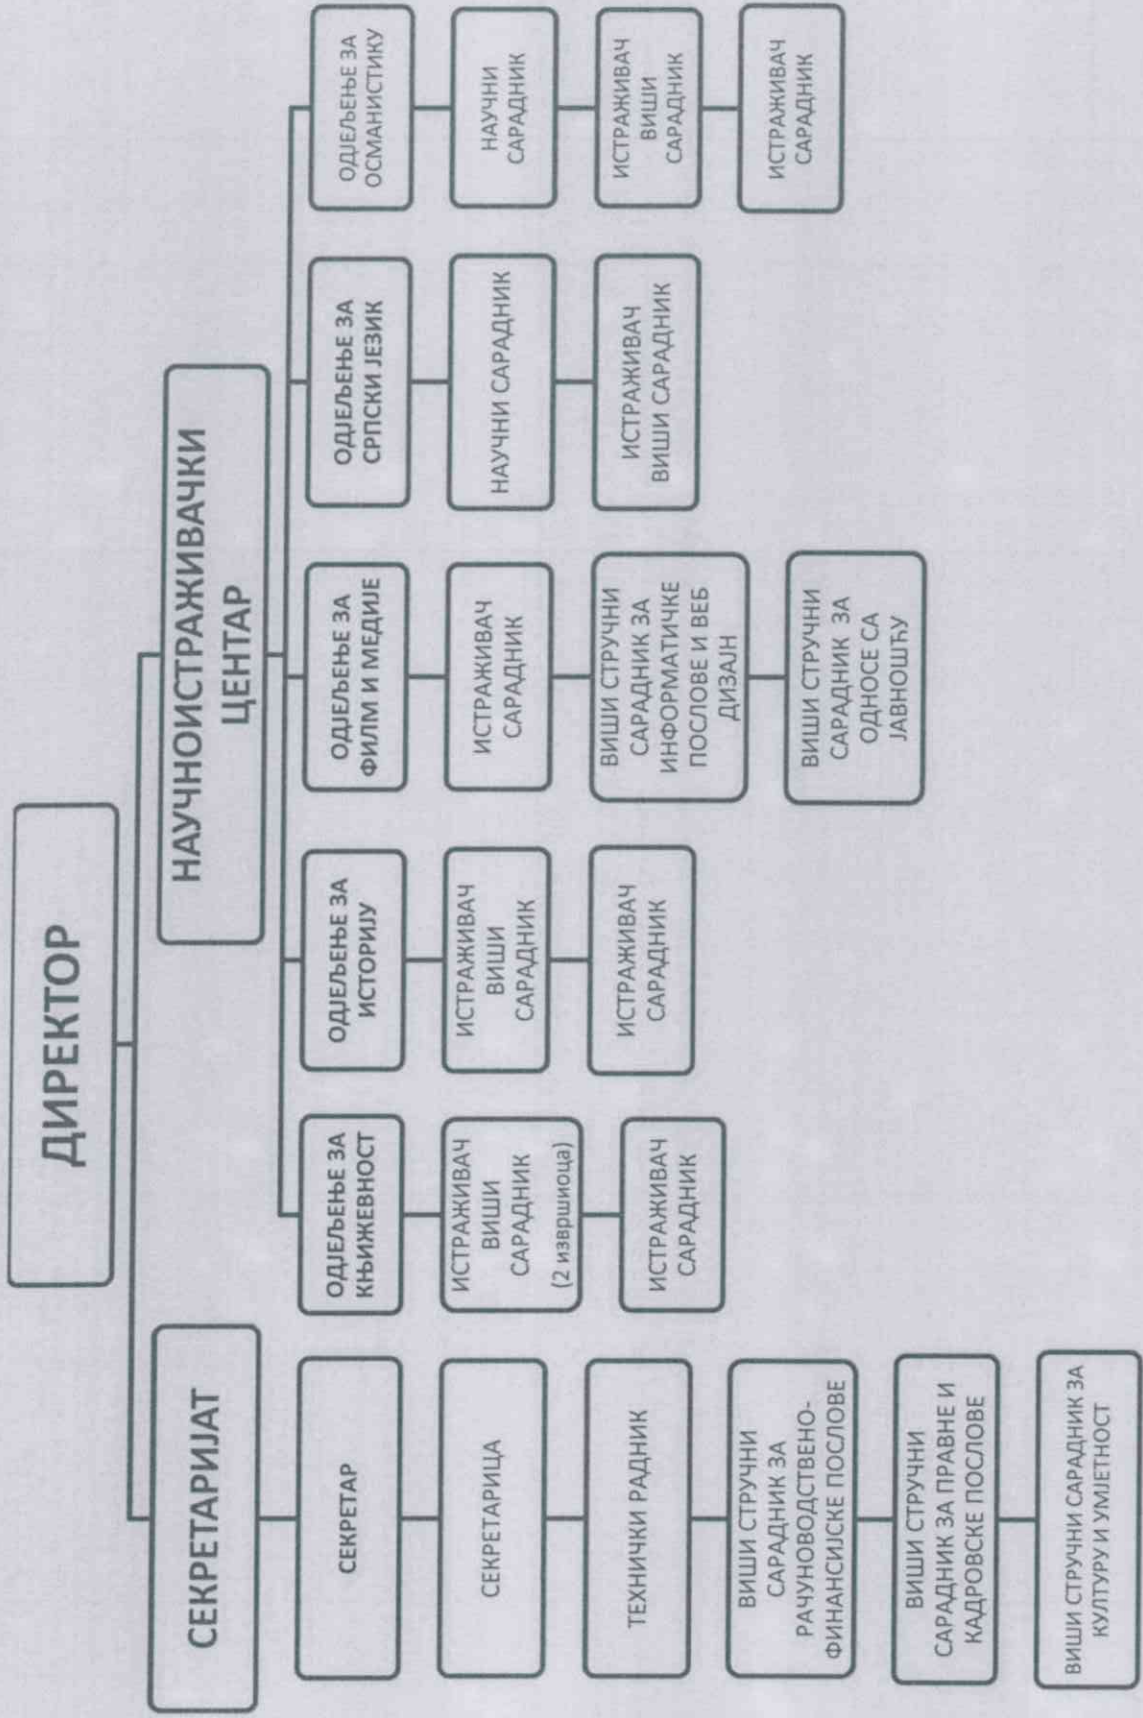 ДИРЕКТОР
СЕКРЕТАРИЈАТ
НАУЧНОИСТРАЖИВАЧКИ
ЦЕНТАР
СЕКРЕТАР
СЕКРЕТАРИЦА
ТЕХНИЧКИ РАДНИК
ВИШИ СТРУЧНИ
САРАДНИК ЗА
РАЧУНОВОДСТВЕНО-
ФИНАНСИЈСКЕ ПОСЛОВЕ
ВИШИ СТРУЧНИ
САРАДНИК ЗА ПРАВНЕ И
КАДРОВСКЕ ПОСЛОВЕ
ВИШИ СТРУЧНИ САРАДНИК ЗА
КУЛТУРУ И УМЈЕТНОСТ
ОДЈЕЉЕЊЕ ЗА
КЊИЖЕВНОСТ
ИСТРАЖИВАЧ
ВИШИ
САРАДНИК
(2 извршиоца)
ИСТРАЖИВАЧ
САРАДНИК
ОДЈЕЉЕЊЕ ЗА
ИСТОРИЈУ
ИСТРАЖИВАЧ
ВИШИ
САРАДНИК
ИСТРАЖИВАЧ
САРАДНИК
ОДЈЕЉЕЊЕ ЗА
ФИЛМ И МЕДИЈЕ
ИСТРАЖИВАЧ
САРАДНИК
ВИШИ СТРУЧНИ
САРАДНИК ЗА
ИНФОРМАТИЧКЕ
ПОСЛОВЕ И ВЕБ
ДИЗАЈН
ВИШИ СТРУЧНИ
САРАДНИК ЗА
ОДНОСЕ СА
ЈАВНОШЋУ
ОДЈЕЉЕЊЕ ЗА
СРПСКИ ЈЕЗИК
НАУЧНИ САРАДНИК
ИСТРАЖИВАЧ
ВИШИ САРАДНИК
ОДЈЕЉЕЊЕ ЗА
ОСМАНИСТИКУ
НАУЧНИ
САРАДНИК
ИСТРАЖИВАЧ
ВИШИ
САРАДНИК
ИСТРАЖИВАЧ
САРАДНИК